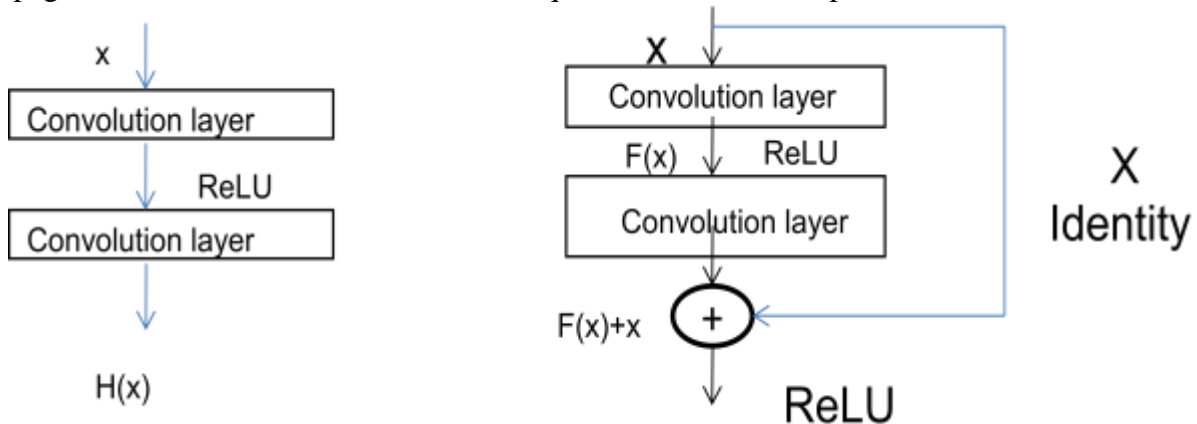 x
Convolution layer
ReLU
Convolution layer
H(x)
X
Convolution layer
F(x) ReLU
Convolution layer
+
F(x)+x
ReLU
X
Identity